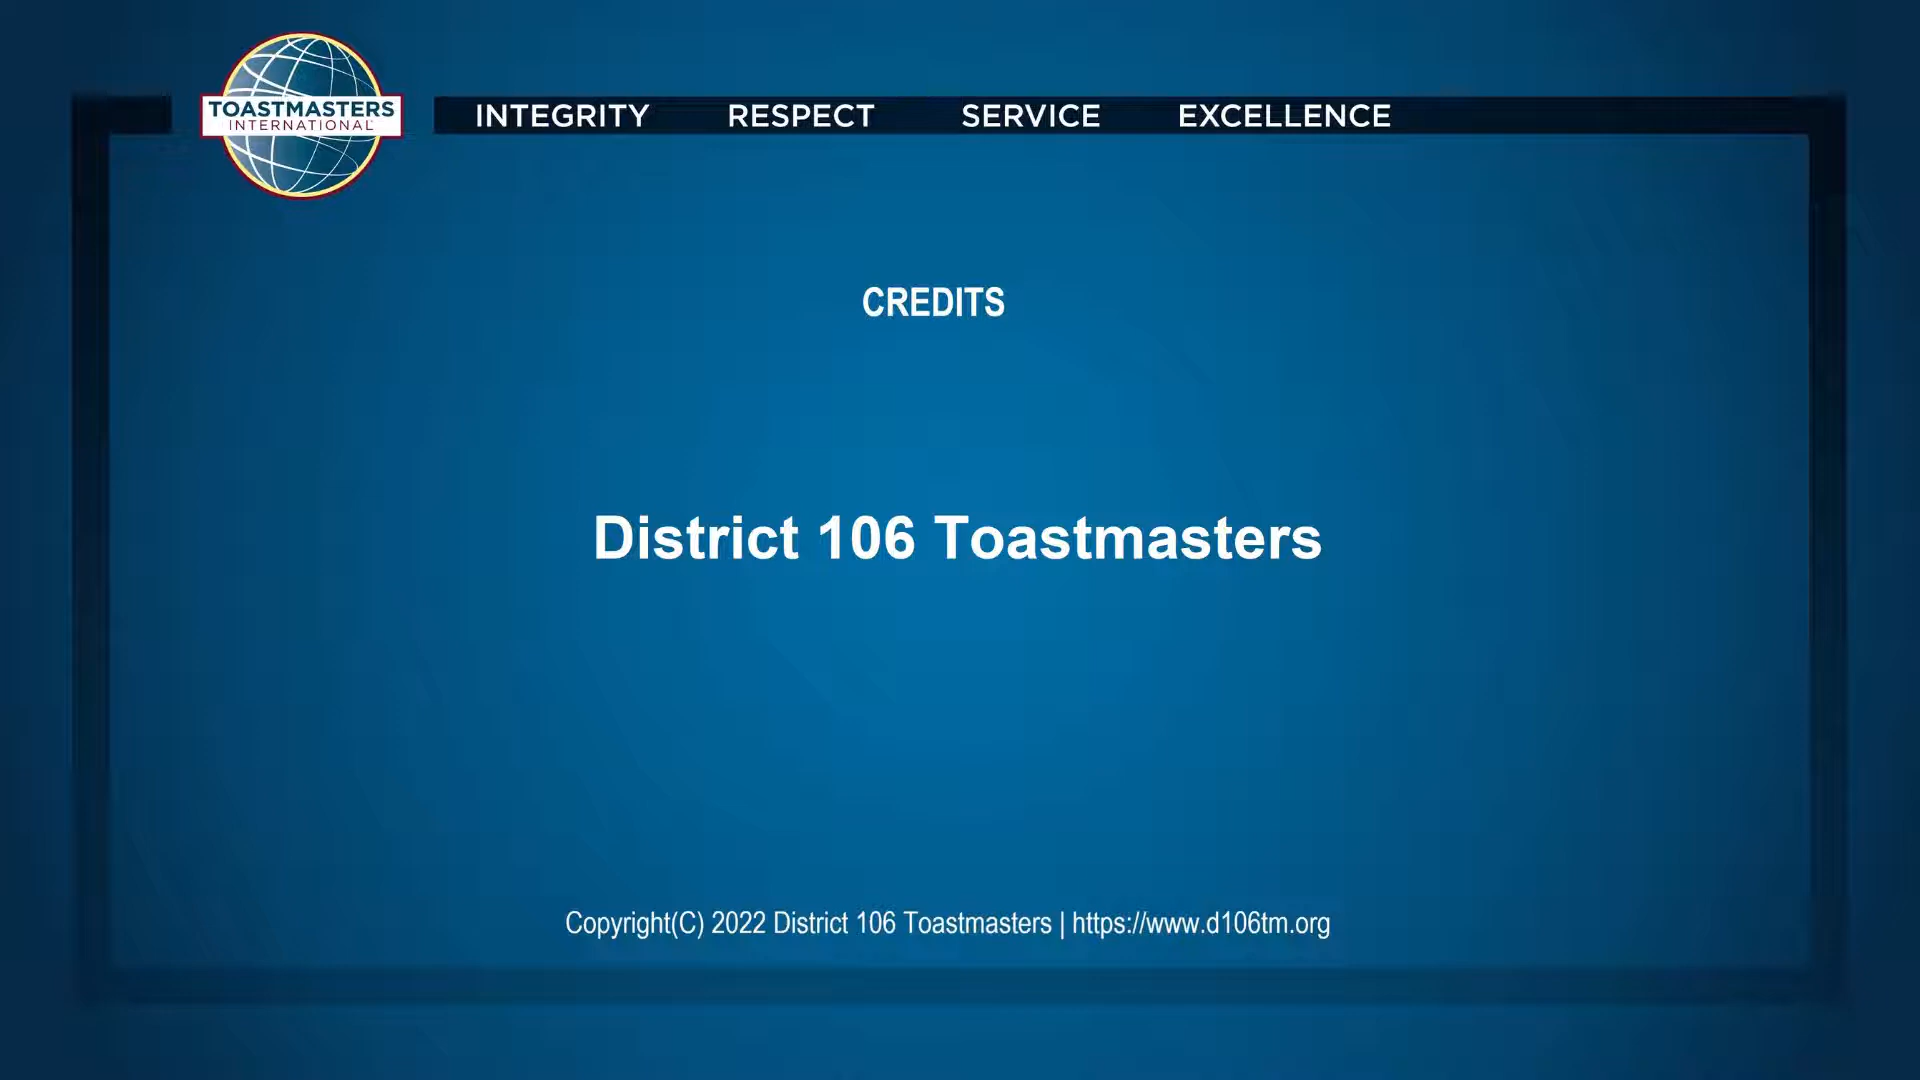 TOASTMASTERS
INTERNATIONAL
INTEGRITY RESPECT SERVICE EXCELLENCE
CREDITS
District 106 Toastmasters
Copyright(C) 2022 District 106 Toastmasters | https://www.d106tm.org